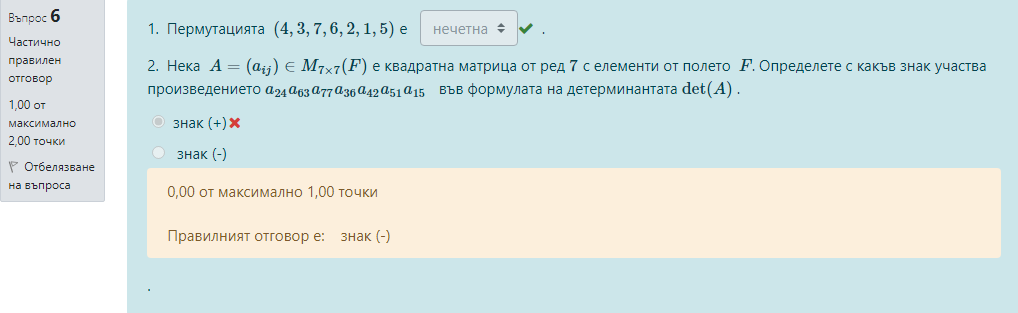 Въпрос 6
Частично
правилен
отговор
1,00 от
максимално
2,00 точки
Отбелязване
на въпроса
1. Пермутацията (4, 3, 7, 6, 2, 1, 5) е нечетна .
2. Нека A = (a_{ij}) ∈ M_{7×7}(F) е квадратна матрица от ред 7 с елементи от полето F. Определете с какъв знак участва
произведението a_{24}a_{63}a_{77}a_{36}a_{42}a_{51}a_{15} във формулата на детерминантата det(A) .
знак (+)
знак (-)
0,00 от максимално 1,00 точки
Правилният отговор е: знак (-)
.